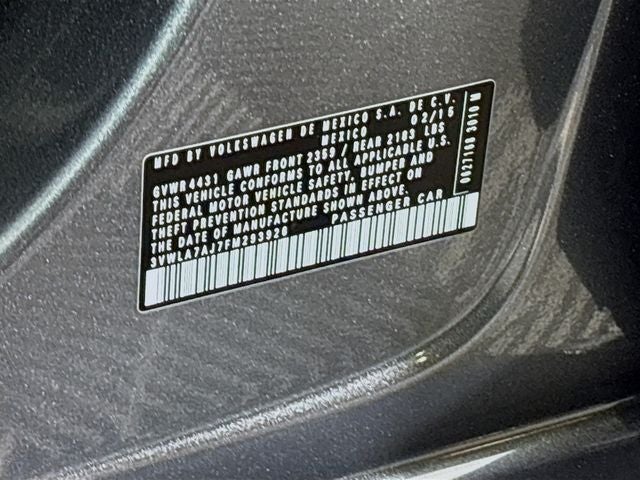 MFD BY VOLKSWAGEN DE MEXICO S.A. DE C.V.
MEXICO 02/15
GVWR 4431 GAWR FRONT 2359 / REAR 2183 LBS
THIS VEHICLE CONFORMS TO ALL APPLICABLE U.S.
FEDERAL MOTOR VEHICLE SAFETY, BUMPER AND
THEFT PREVENTION STANDARDS IN EFFECT ON
THE DATE OF MANUFACTURE SHOWN ABOVE.
3VWLA7AJ7FM293920 PASSENGER CAR
3010 M